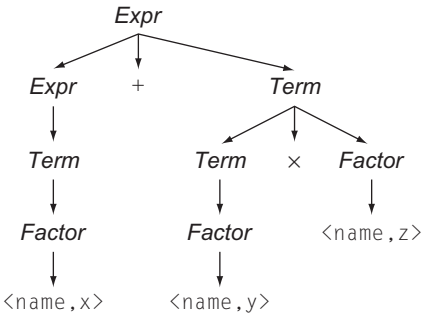 Expr
Expr + Term
Term Term × Factor
Factor Factor <name,z>
<name,x> <name,y>